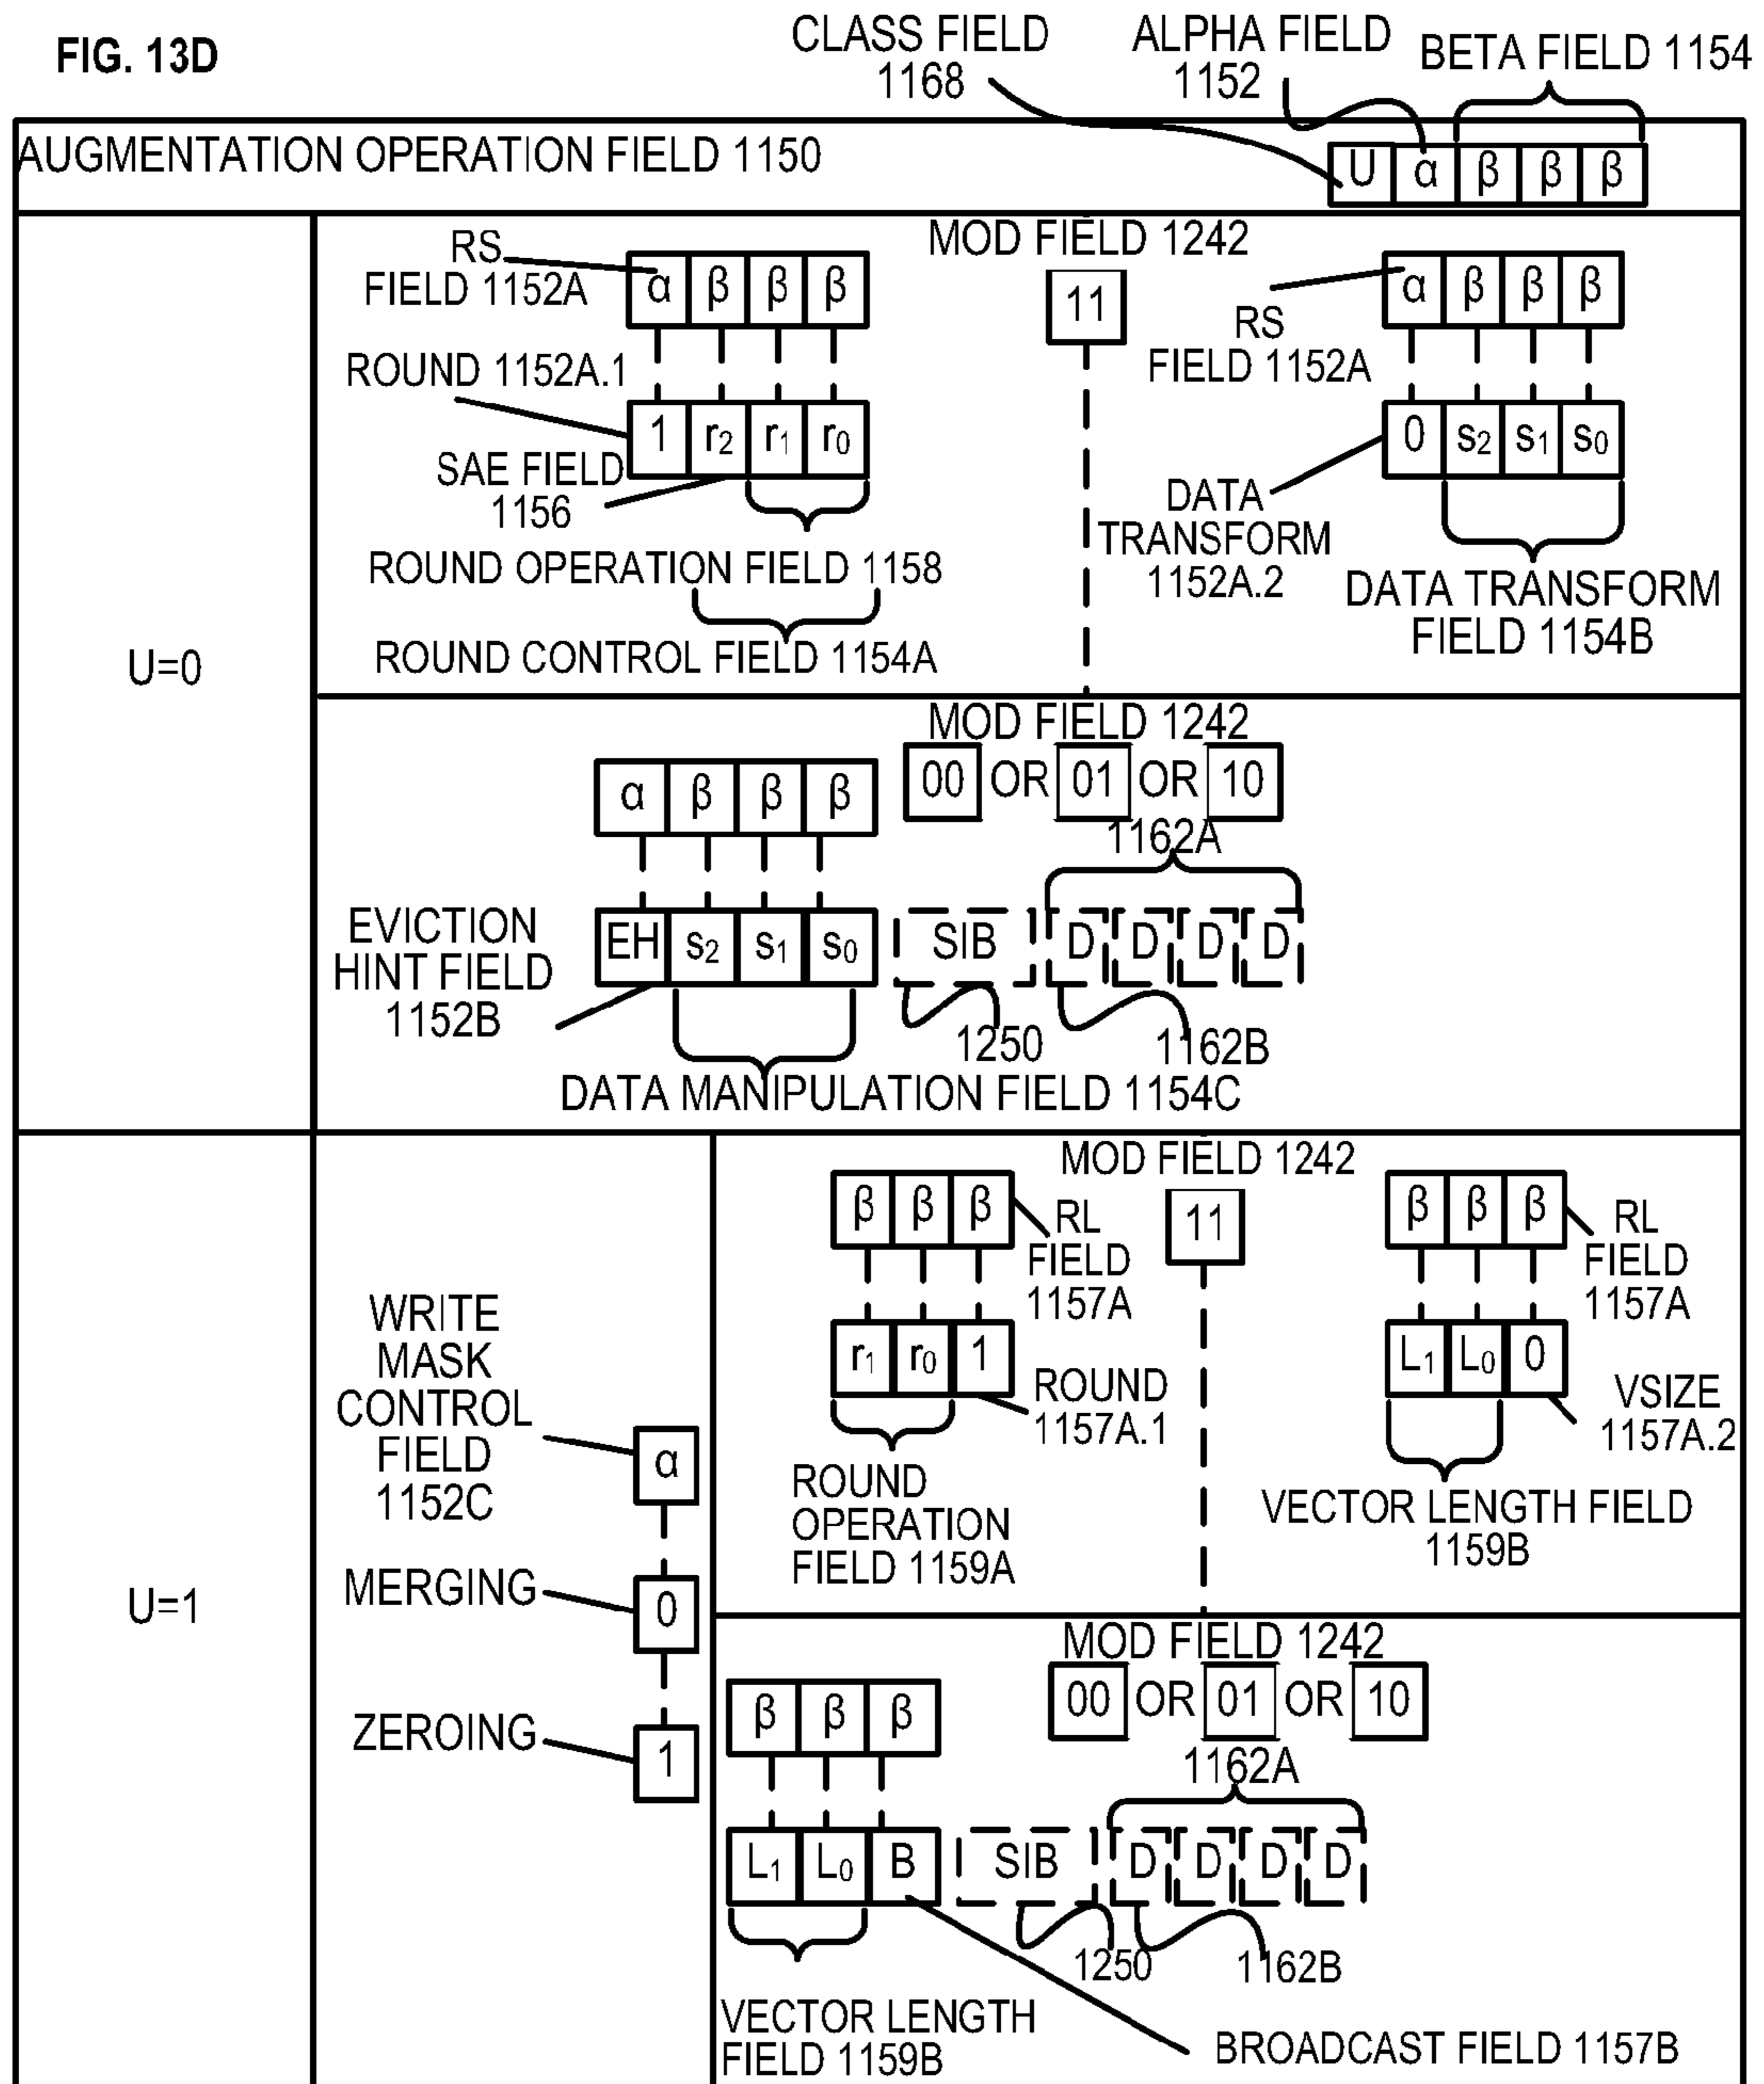 FIG. 13D
CLASS FIELD
1168
ALPHA FIELD
1152
BETA FIELD 1154
AUGMENTATION OPERATION FIELD 1150
U α β β β
U=0
MOD FIELD 1242
11
RS
FIELD 1152A
α β β β
ROUND 1152A.1
1 r2 r1 r0
SAE FIELD
1156
ROUND OPERATION FIELD 1158
ROUND CONTROL FIELD 1154A
α β β β
RS
FIELD 1152A
0 s2 s1 s0
DATA
TRANSFORM
1152A.2
DATA TRANSFORM
FIELD 1154B
MOD FIELD 1242
00 OR 01 OR 10
α β β β
1162A
EVICTION
HINT FIELD
1152B
EH s2 s1 s0
SIB D D D D
1250
1162B
DATA MANIPULATION FIELD 1154C
U=1
WRITE
MASK
CONTROL
FIELD
1152C
α
MERGING 0
ZEROING 1
MOD FIELD 1242
11
β β β
RL
FIELD
1157A
r1 r0 1
ROUND
1157A.1
ROUND
OPERATION
FIELD 1159A
β β β
RL
FIELD
1157A
L1 L0 0
VSIZE
1157A.2
VECTOR LENGTH FIELD
1159B
MOD FIELD 1242
00 OR 01 OR 10
β β β
1162A
L1 L0 B
SIB D D D D
1250
1162B
VECTOR LENGTH
FIELD 1159B
BROADCAST FIELD 1157B